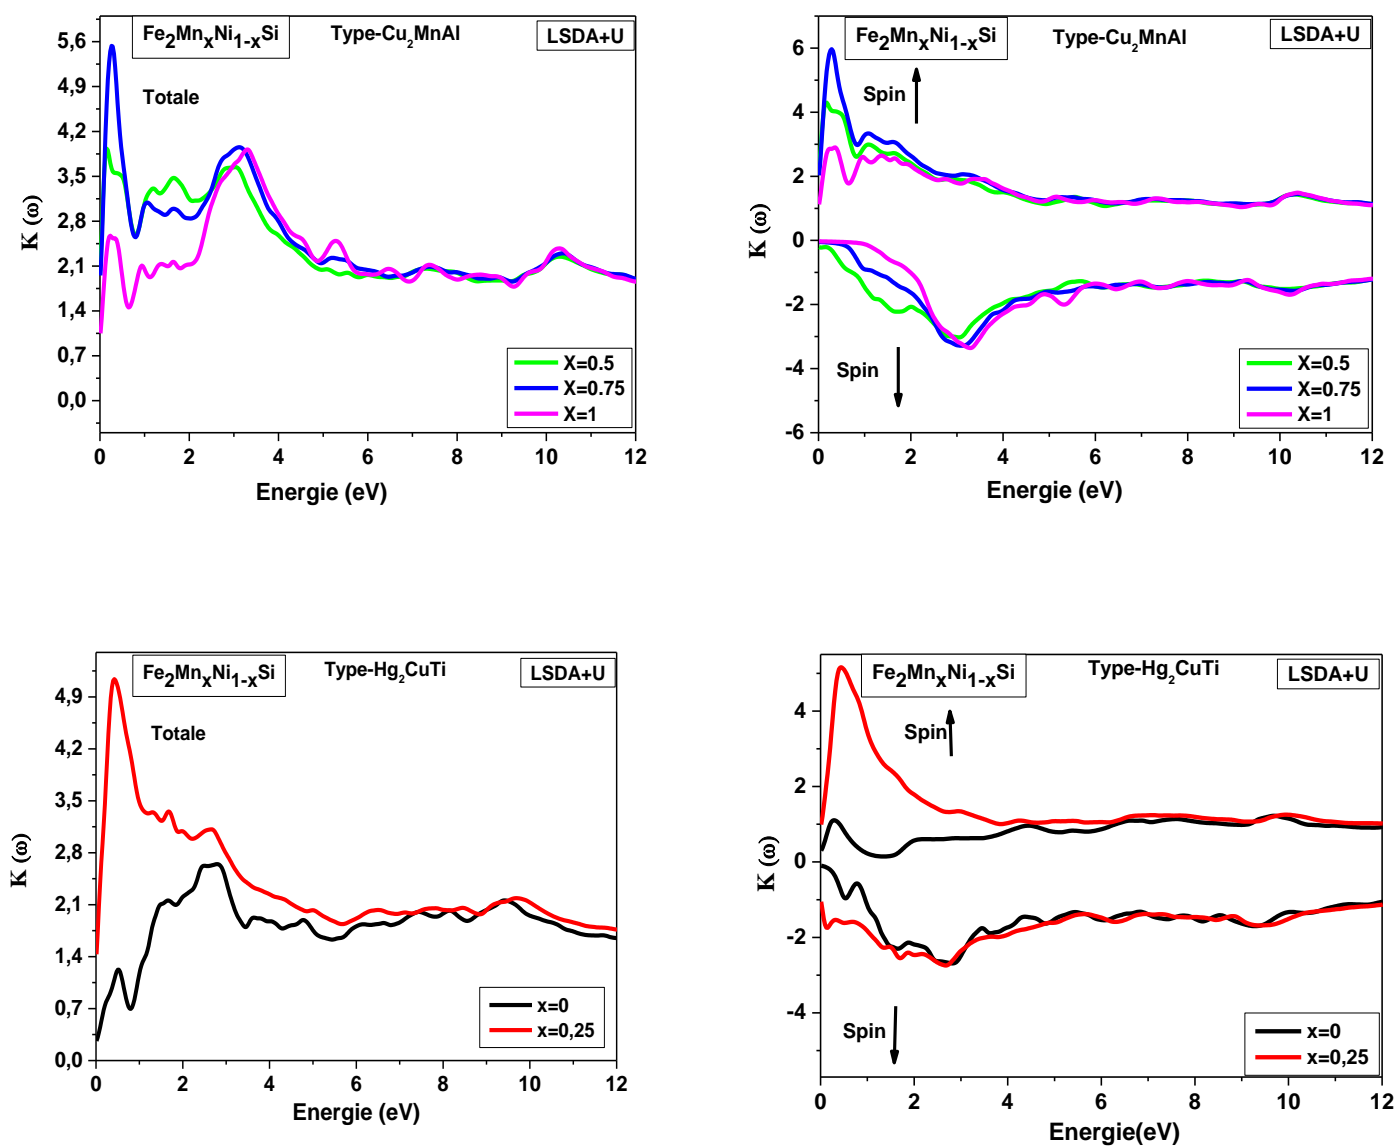 Fe2MnxNi1-xSi
Type-Cu2MnAl
LSDA+U
Totale
K (ω)
5,6
4,9
4,2
3,5
2,8
2,1
1,4
0,7
0,0
X=0.5
X=0.75
X=1
0 2 4 6 8 10 12
Energie (eV)
Fe2MnxNi1-xSi
Type-Cu2MnAl
LSDA+U
Spin
K (ω)
6
4
2
0
-2
-4
-6
Spin
X=0.5
X=0.75
X=1
0 2 4 6 8 10 12
Energie (eV)
Fe2MnxNi1-xSi
Type-Hg2CuTi
LSDA+U
Totale
K (ω)
4,9
4,2
3,5
2,8
2,1
1,4
0,7
0,0
x=0
x=0,25
0 2 4 6 8 10 12
Energie (eV)
Fe2MnxNi1-xSi
Type-Hg2CuTi
LSDA+U
Spin
K (ω)
4
2
0
-2
-4
Spin
x=0
x=0,25
0 2 4 6 8 10 12
Energie(eV)